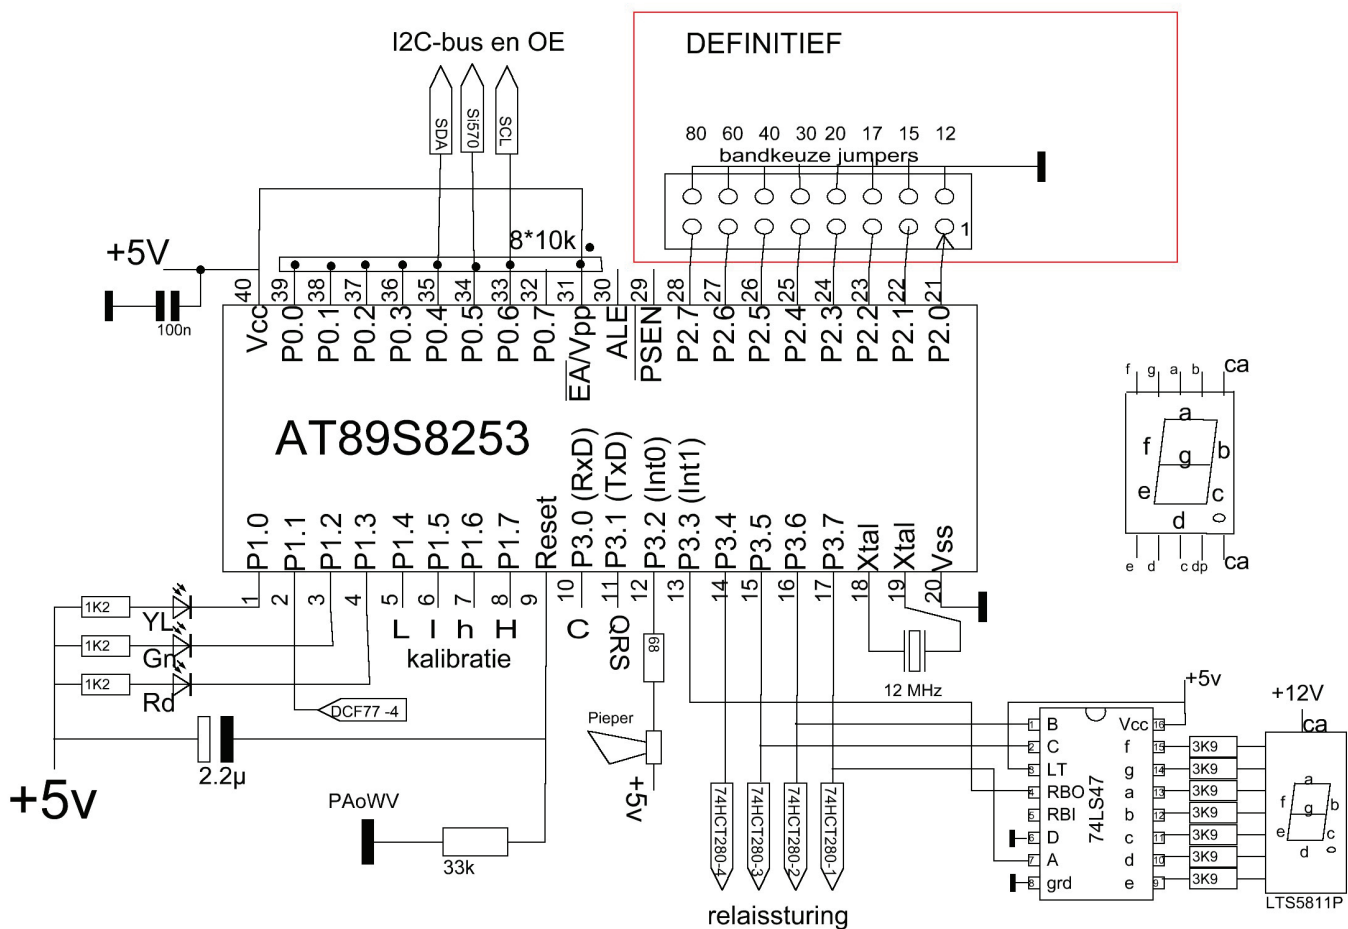 I2C-bus en OE
DEFINITIEF
SDA
Si570
SCL
80 60 40 30 20 17 15 12
bandkeuze jumpers
1
8*10k
+5V
100n
40 39 38 37 36 35 34 33 32 31 30 29 28 27 26 25 24 23 22 21
Vcc P0.0 P0.1 P0.2 P0.3 P0.4 P0.5 P0.6 P0.7 EA/Vpp ALE PSEN P2.7 P2.6 P2.5 P2.4 P2.3 P2.2 P2.1 P2.0
AT89S8253
P1.0 P1.1 P1.2 P1.3 P1.4 P1.5 P1.6 P1.7 Reset P3.0 (RxD) P3.1 (TxD) P3.2 (Int0) P3.3 (Int1) P3.4 P3.5 P3.6 P3.7 Xtal Xtal Vss
1 2 3 4 5 6 7 8 9 10 11 12 13 14 15 16 17 18 19 20
f g a b ca
a
f g b
e c
d
e d c dp ca
1K2 YL
1K2 Gn
1K2 Rd
L l h H
kalibratie
C
QRS
68
DCF77 -4
2.2µ
+5v
Pieper
+5v
PAoWV
33k
12 MHz
74HCT280-4
74HCT280-3
74HCT280-2
74HCT280-1
relaissturing
+5v
+12V
ca
74LS47
1 B Vcc 16
2 C f 15 3K9
3 LT g 14 3K9
4 RBO a 13 3K9
5 RBI b 12 3K9
6 D c 11 3K9
7 A d 10 3K9
8 grd e 9 3K9
a
f g b
e c
d
LTS5811P